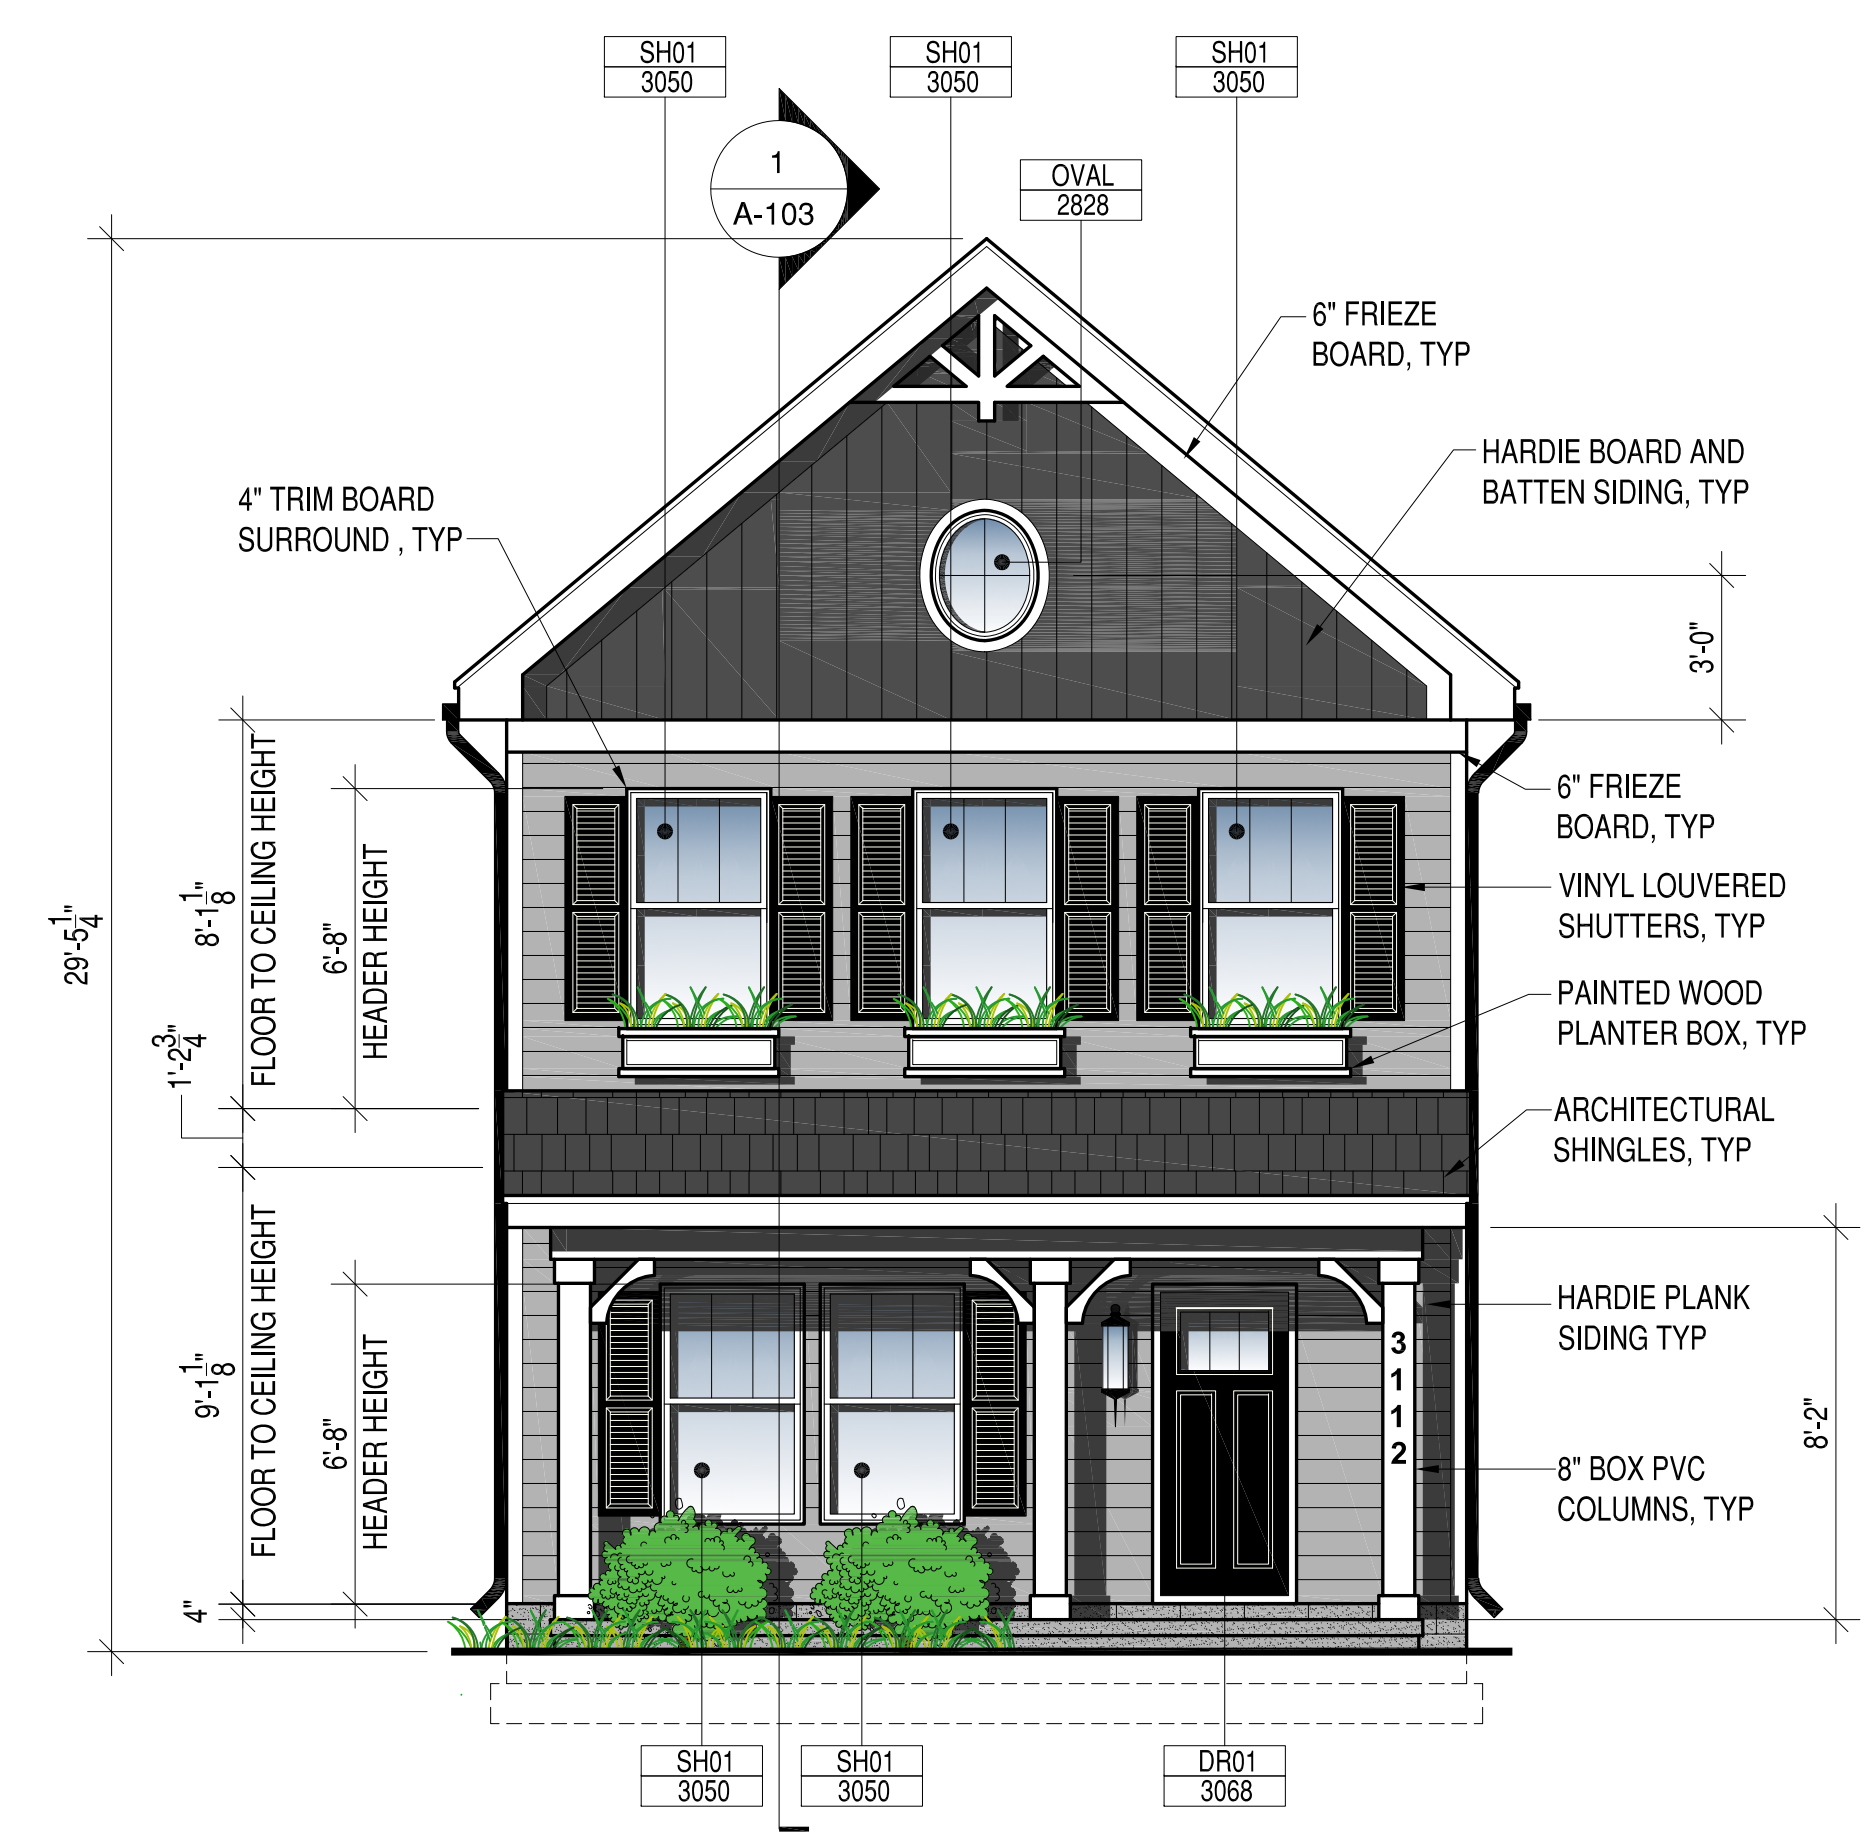 SH01
3050
SH01
3050
SH01
3050
1
A-103
OVAL
2828
6" FRIEZE
BOARD, TYP
HARDIE BOARD AND
BATTEN SIDING, TYP
4" TRIM BOARD
SURROUND , TYP
3'-0"
6" FRIEZE
BOARD, TYP
VINYL LOUVERED
SHUTTERS, TYP
PAINTED WOOD
PLANTER BOX, TYP
ARCHITECTURAL
SHINGLES, TYP
HARDIE PLANK
SIDING TYP
8" BOX PVC
COLUMNS, TYP
8'-2"
29'-5 1/4"
8'-1 1/8"
FLOOR TO CEILING HEIGHT
6'-8"
HEADER HEIGHT
1'-2 3/4"
9'-1 1/8"
FLOOR TO CEILING HEIGHT
6'-8"
HEADER HEIGHT
4"
3
1
1
2
SH01
3050
SH01
3050
DR01
3068